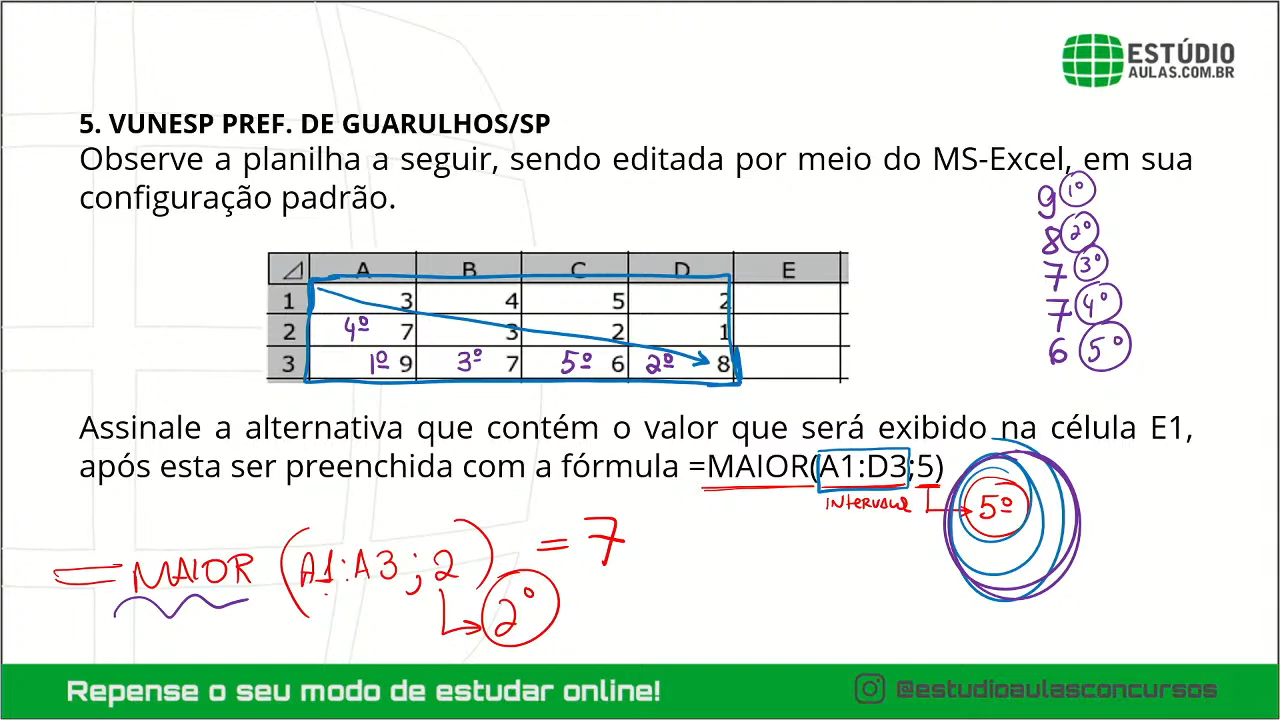 ESTÚDIO
AULAS.COM.BR
5. VUNESP PREF. DE GUARULHOS/SP
Observe a planilha a seguir, sendo editada por meio do MS-Excel, em sua
configuração padrão.
9 1º
8 2º
7 3º
7 4º
6 5º
A B C D E
1 3 4 5 2
2 4º 7 3 2 1
3 1º 9 3º 7 5º 6 2º 8
Assinale a alternativa que contém o valor que será exibido na célula E1,
após esta ser preenchida com a fórmula =MAIOR(A1:D3;5)
INTERVALO 5º
= MAIOR (A1:A3;2) = 7
2º
Repense o seu modo de estudar online!
@estudioaulasconcursos